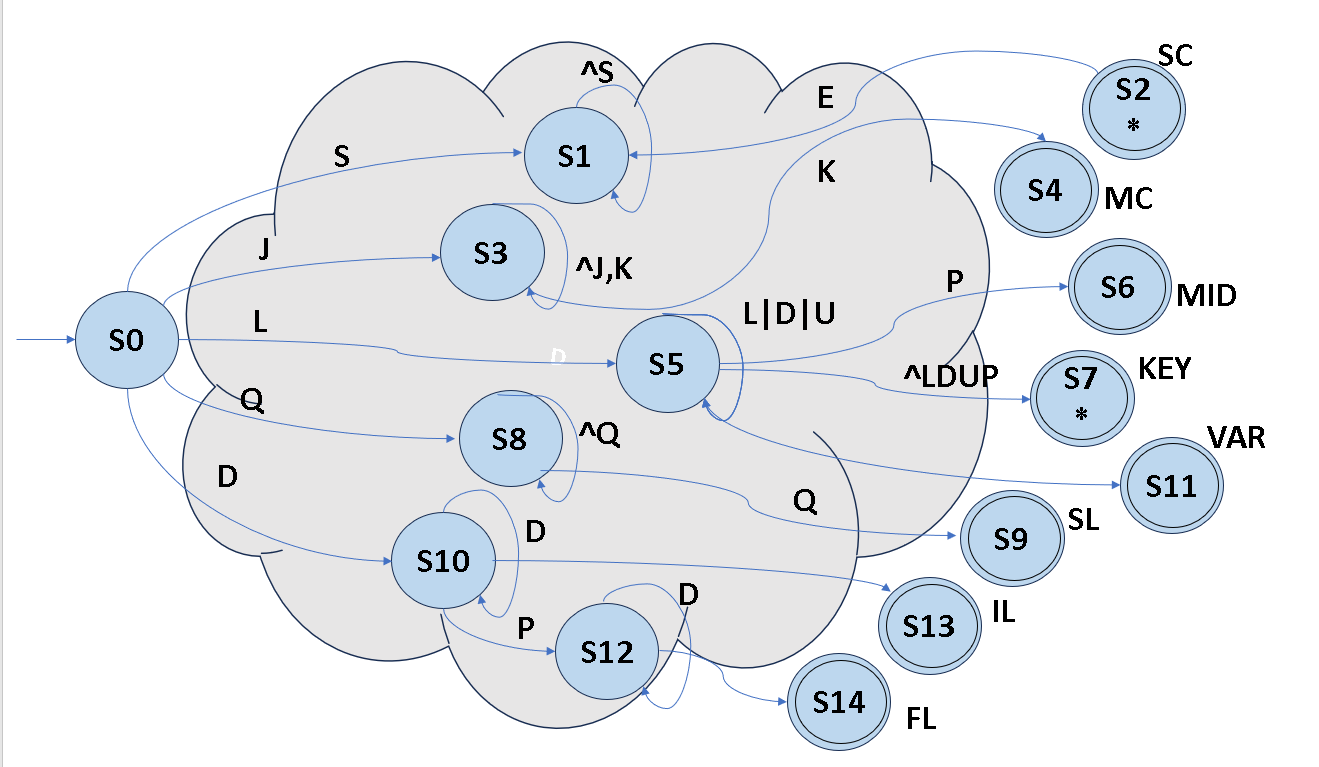 SC
^S
S2
*
E
S
S1
K
S4
MC
J
S3
^J,K
P
S6
MID
L|D|U
L
S0
D
S5
^LDUP
S7
*
KEY
Q
S8
^Q
VAR
D
S11
Q
S9
SL
D
S10
D
P
S12
S13
IL
S14
FL